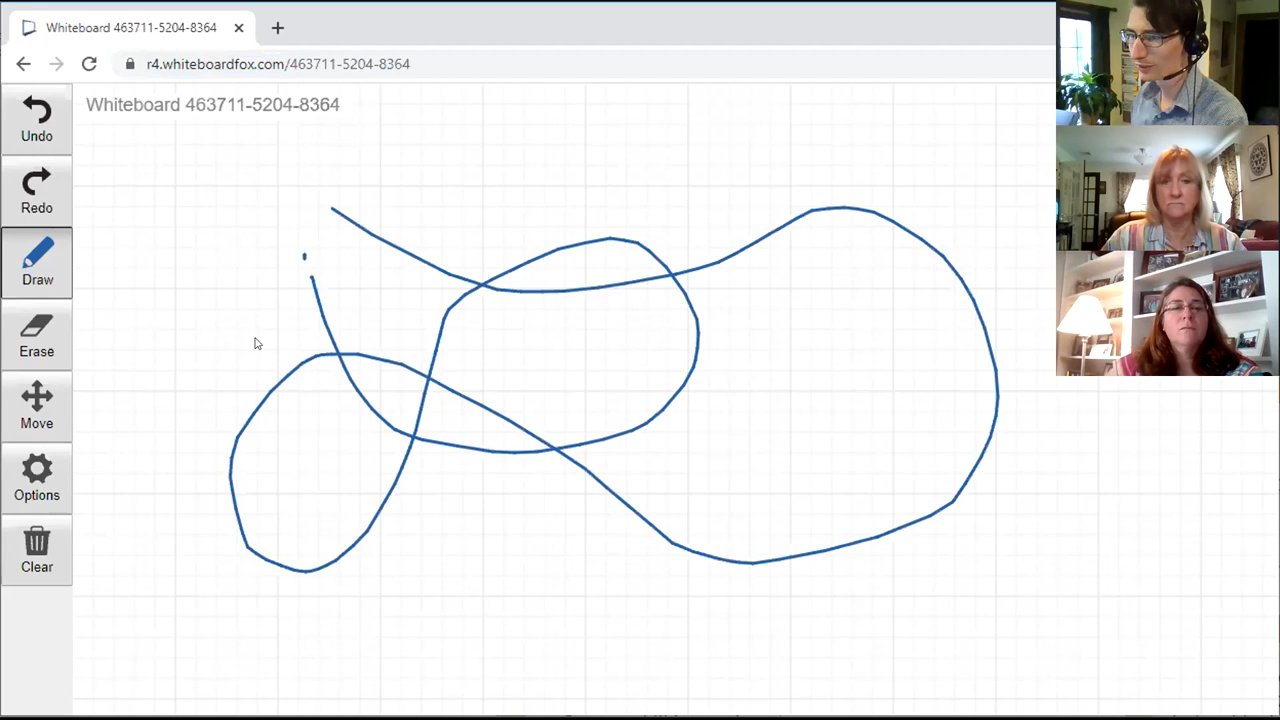 Whiteboard 463711-5204-8364
r4.whiteboardfox.com/463711-5204-8364
Whiteboard 463711-5204-8364
Undo
Redo
Draw
Erase
Move
Options
Clear